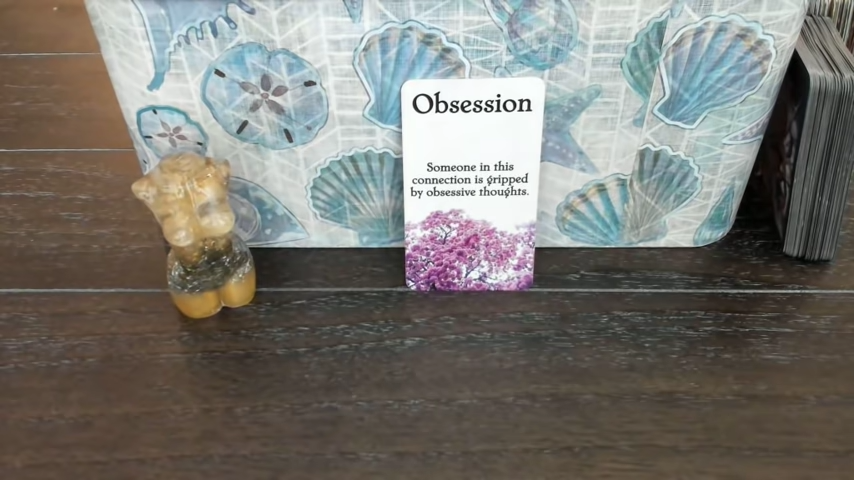 Obsession
Someone in this
connection is gripped
by obsessive thoughts.